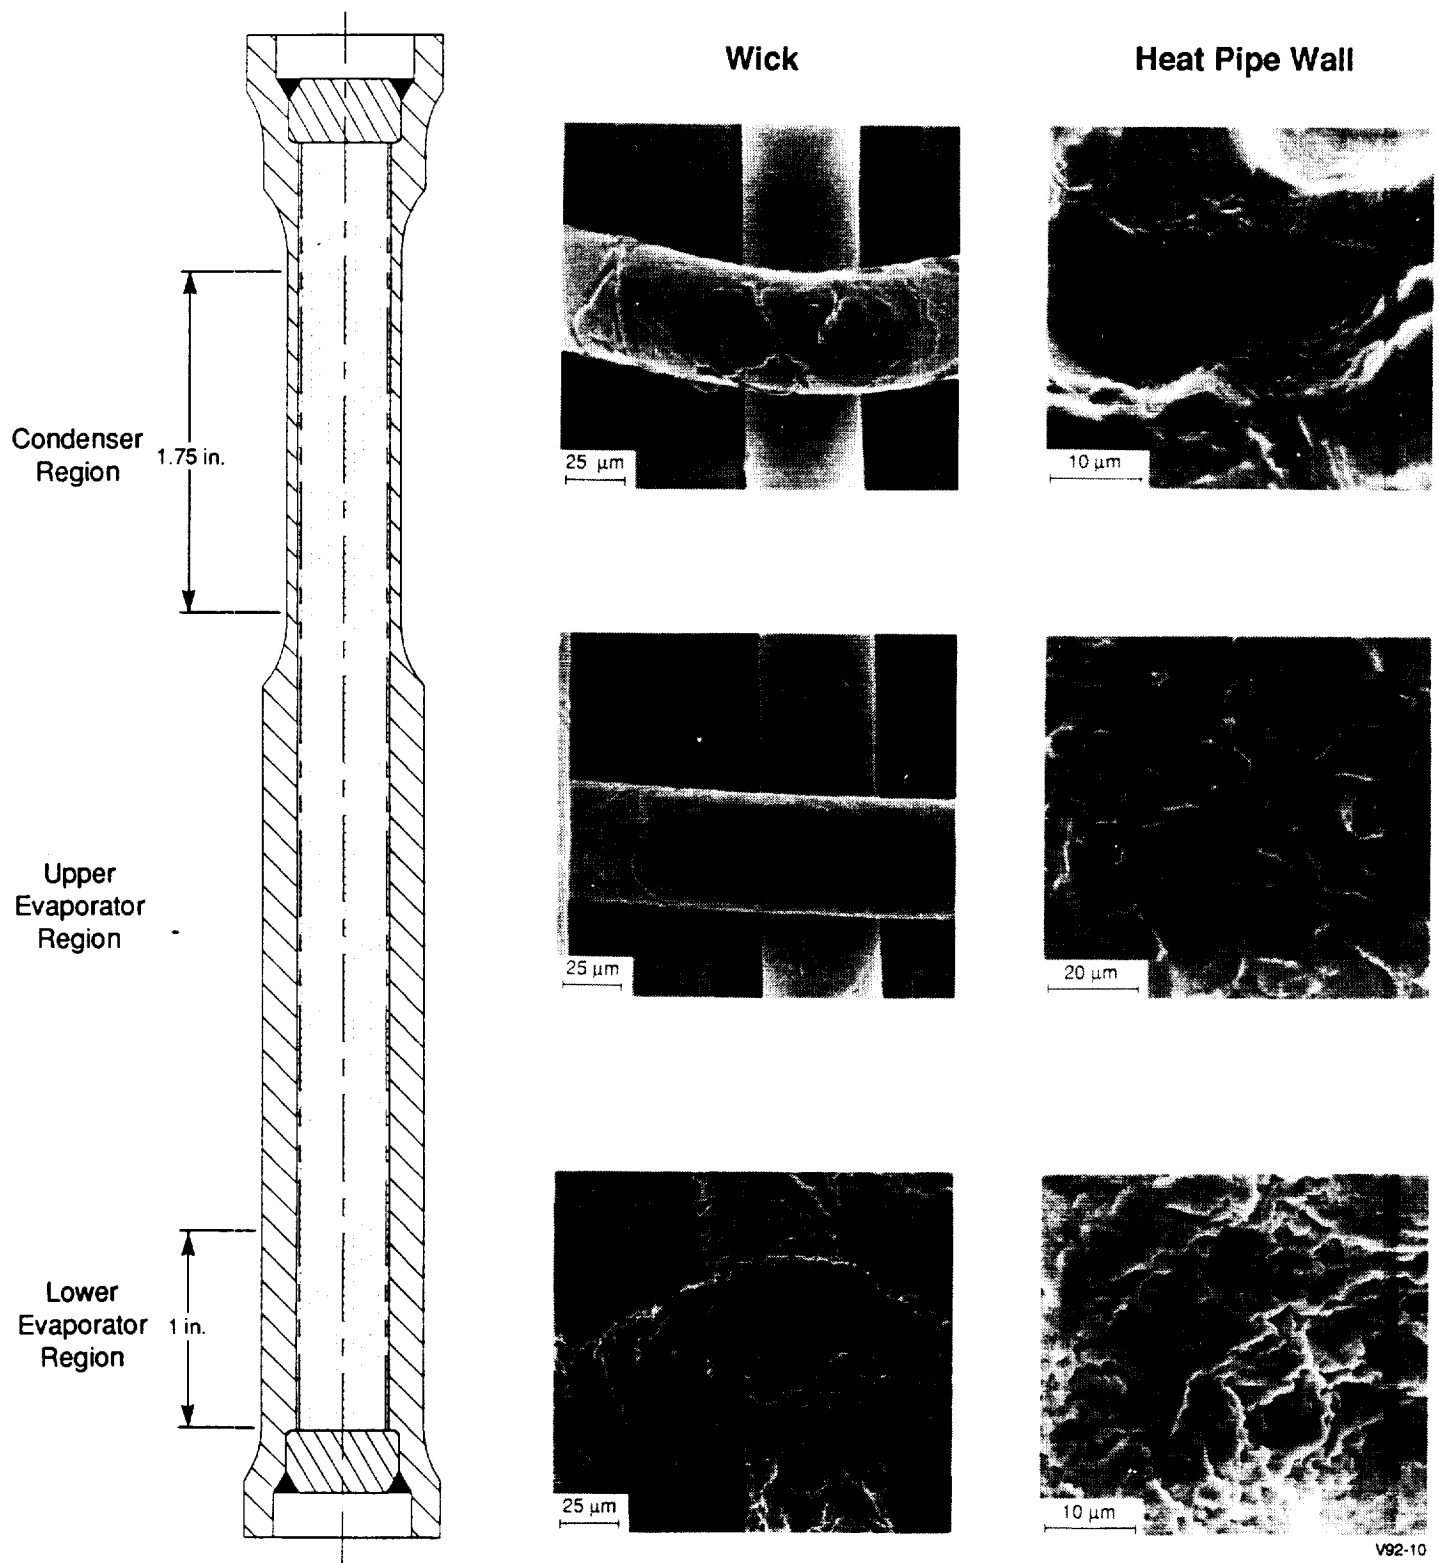 Wick
Heat Pipe Wall
Condenser
Region
1.75 in.
25 μm
10 μm
Upper
Evaporator
Region
25 μm
20 μm
Lower
Evaporator
Region
1 in.
25 μm
10 μm
V92-10